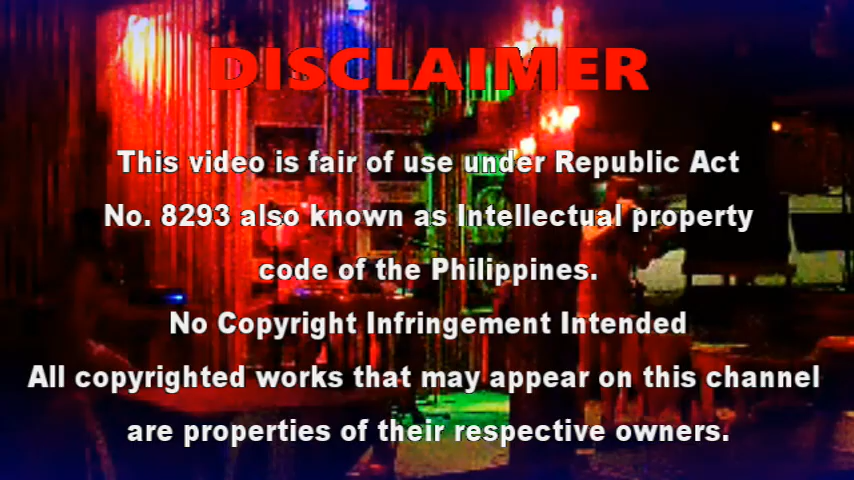 DISCLAIMER
This video is fair of use under Republic Act
No. 8293 also known as Intellectual property
code of the Philippines.
No Copyright Infringement Intended
All copyrighted works that may appear on this channel
are properties of their respective owners.